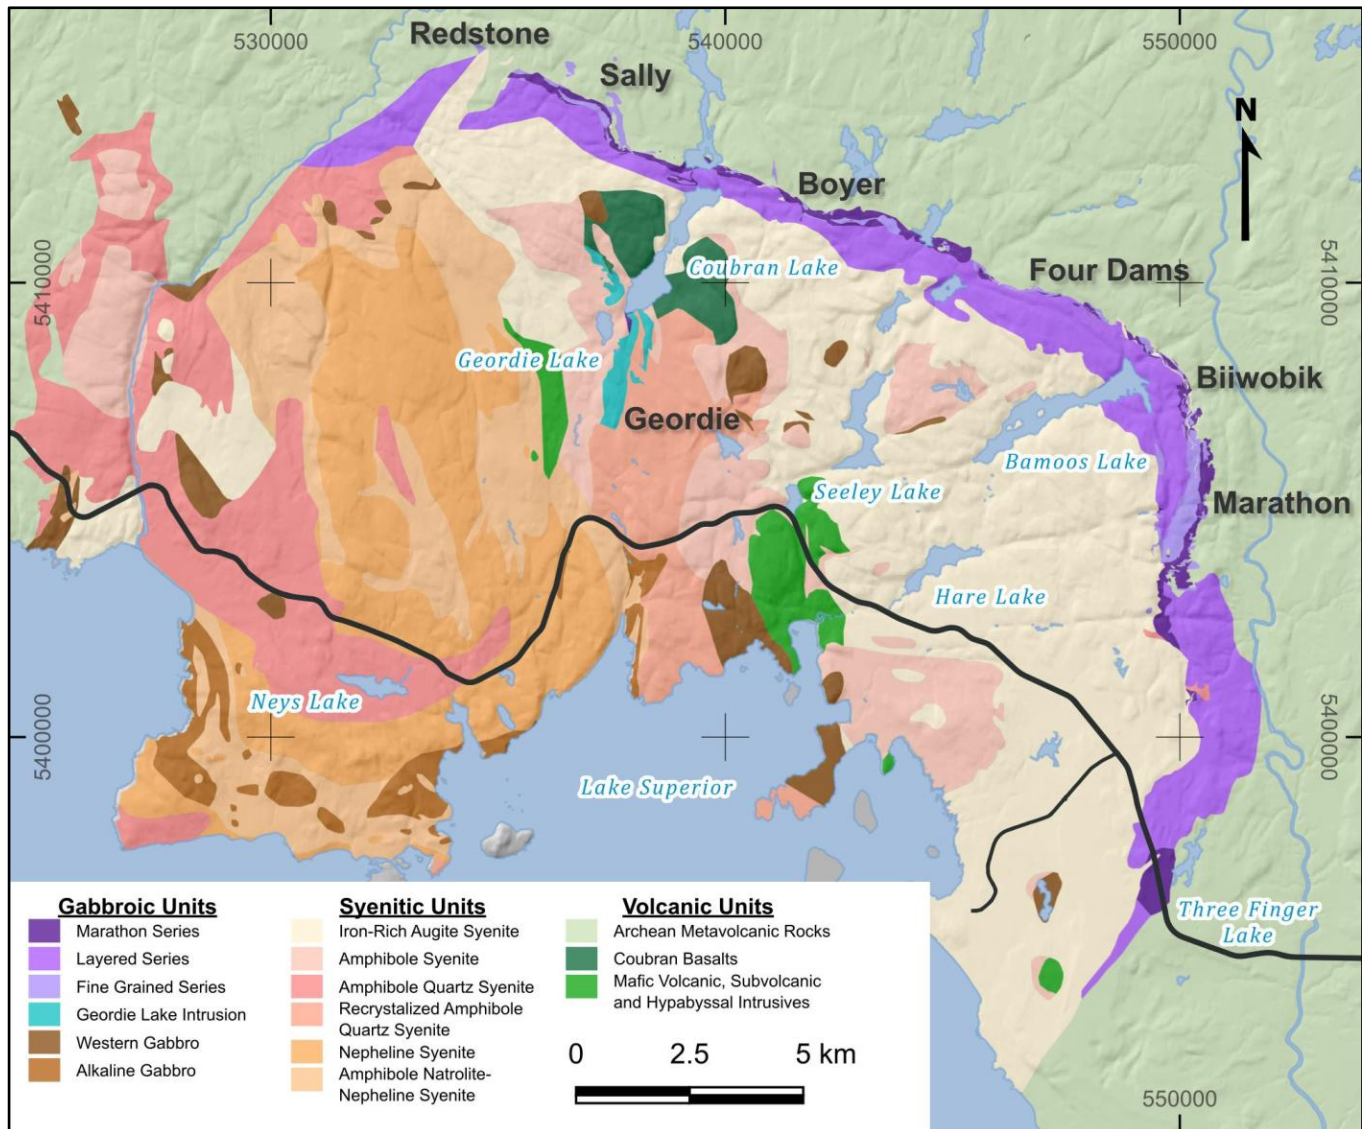 Redstone
530000
540000
550000
Sally
N
Boyer
5410000
Coubran Lake
Four Dams
5410000
Geordie Lake
Biiwobik
Geordie
Bamoos Lake
Seeley Lake
Marathon
Hare Lake
Neys Lake
5400000
Lake Superior
5400000
Three Finger
Lake
550000
Gabbroic Units
Marathon Series
Layered Series
Fine Grained Series
Geordie Lake Intrusion
Western Gabbro
Alkaline Gabbro
Syenitic Units
Iron-Rich Augite Syenite
Amphibole Syenite
Amphibole Quartz Syenite
Recrystalized Amphibole
Quartz Syenite
Nepheline Syenite
Amphibole Natrolite-
Nepheline Syenite
Volcanic Units
Archean Metavolcanic Rocks
Coubran Basalts
Mafic Volcanic, Subvolcanic
and Hypabyssal Intrusives
0 2.5 5 km